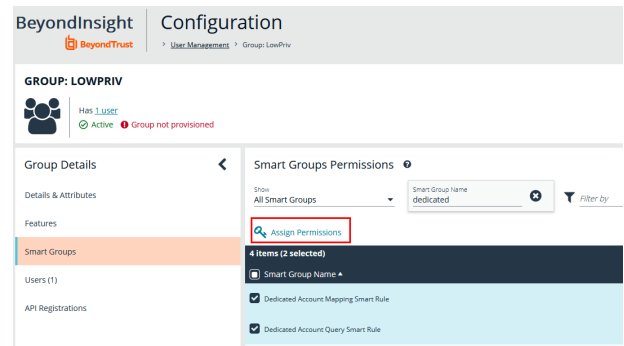 BeyondInsight
BeyondTrust
Configuration
> User Management > Group: LowPriv
GROUP: LOWPRIV
Has 1 user
Active Group not provisioned
Group Details
Details & Attributes
Features
Smart Groups
Users (1)
API Registrations
Smart Groups Permissions
Show
All Smart Groups
Smart Group Name
dedicated
Filter by
Assign Permissions
4 items (2 selected)
Smart Group Name
Dedicated Account Mapping Smart Rule
Dedicated Account Query Smart Rule